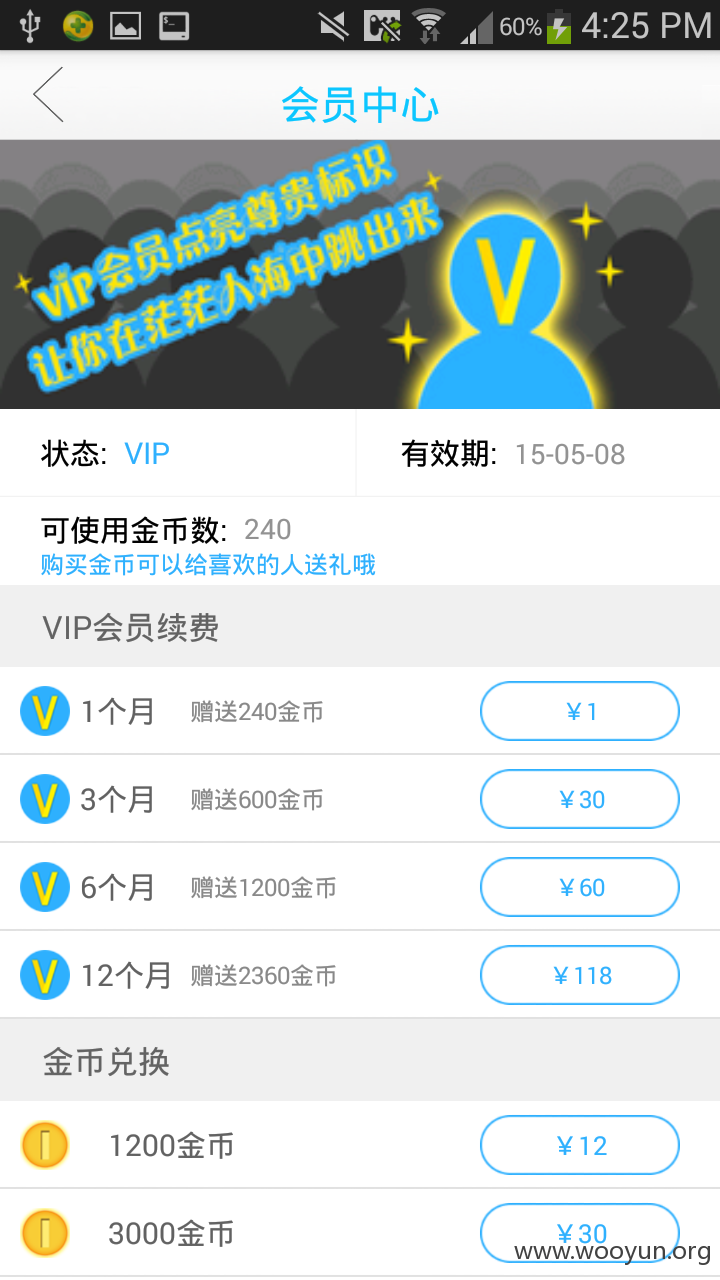 60% 4:25 PM
会员中心
VIP会员点亮尊贵标识
让你在茫茫人海中跳出来
V
状态: VIP 有效期: 15-05-08
可使用金币数: 240
购买金币可以给喜欢的人送礼哦
VIP会员续费
V 1个月 赠送240金币 ¥1
V 3个月 赠送600金币 ¥30
V 6个月 赠送1200金币 ¥60
V 12个月 赠送2360金币 ¥118
金币兑换
1200金币 ¥12
3000金币 ¥30
www.wooyun.org